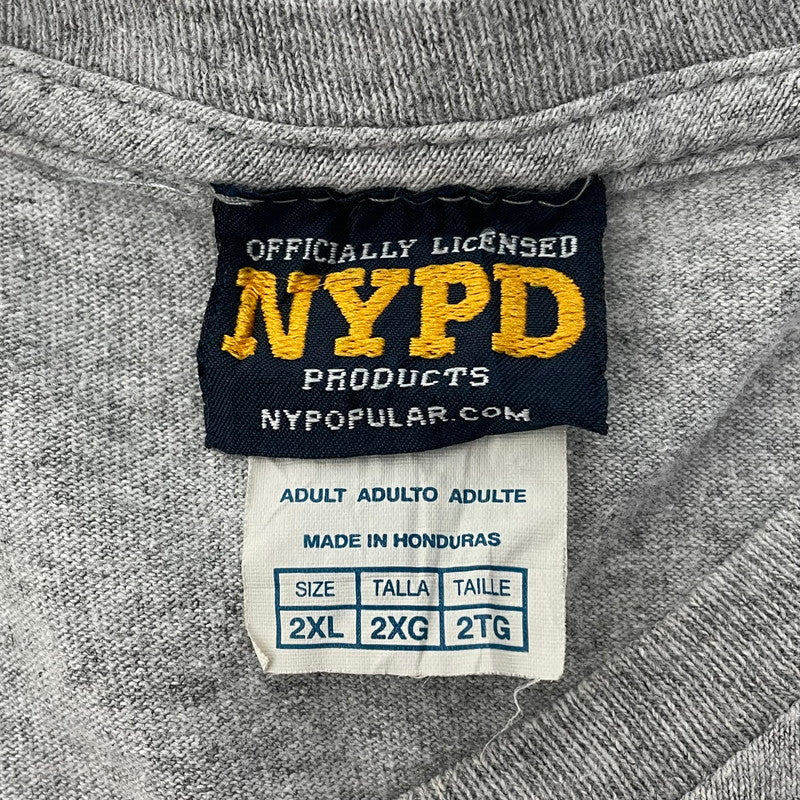 OFFICIALLY LICENSED
NYPD
PRODUCTS
NYPOPULAR.COM
ADULT ADULTO ADULTE
MADE IN HONDURAS
SIZE TALLA TAILLE
2XL 2XG 2TG